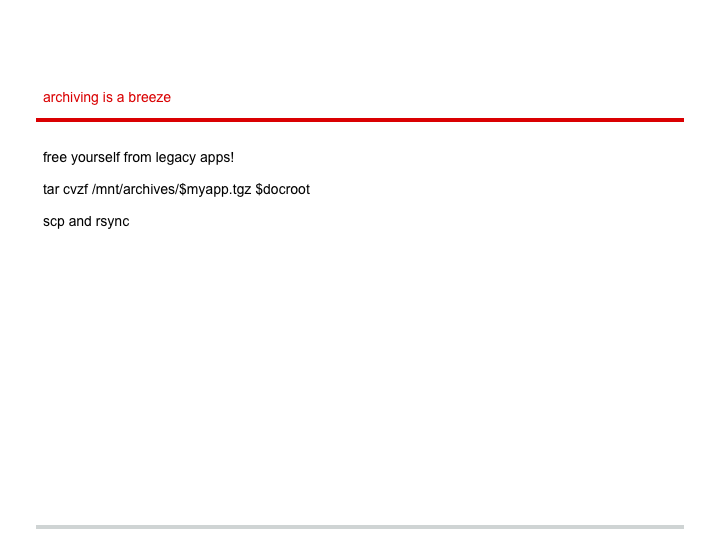 archiving is a breeze
free yourself from legacy apps!
tar cvzf /mnt/archives/$myapp.tgz $docroot
scp and rsync